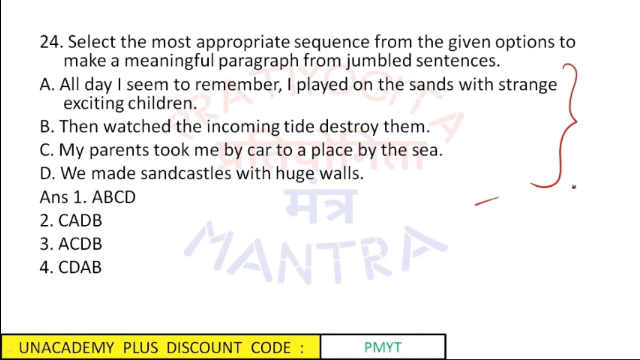 24. Select the most appropriate sequence from the given options to
make a meaningful paragraph from jumbled sentences.
A. All day I seem to remember, I played on the sands with strange
exciting children.
B. Then watched the incoming tide destroy them.
C. My parents took me by car to a place by the sea.
D. We made sandcastles with huge walls.
Ans 1. ABCD
2. CADB
3. ACDB
4. CDAB
PRATIYOGITA
प्रतियोगिता
मंत्र
MANTRA
UNACADEMY PLUS DISCOUNT CODE : PMYT